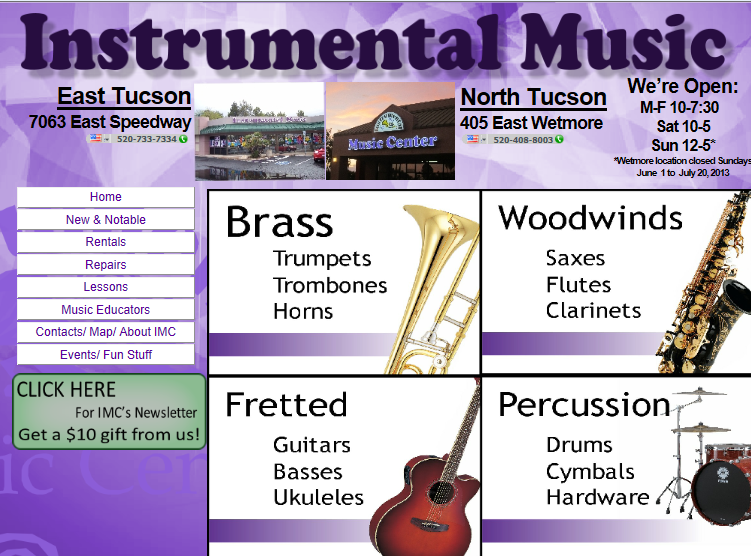 Instrumental Music
East Tucson
7063 East Speedway
520-733-7334
Music Center
North Tucson
405 East Wetmore
520-408-8003
We're Open:
M-F 10-7:30
Sat 10-5
Sun 12-5*
*Wetmore location closed Sundays
June 1 to July 20, 2013
Home
New & Notable
Rentals
Repairs
Lessons
Music Educators
Contacts/ Map/ About IMC
Events/ Fun Stuff
CLICK HERE
For IMC's Newsletter
Get a $10 gift from us!
Brass
Trumpets
Trombones
Horns
Woodwinds
Saxes
Flutes
Clarinets
Fretted
Guitars
Basses
Ukuleles
Percussion
Drums
Cymbals
Hardware
ic Cen